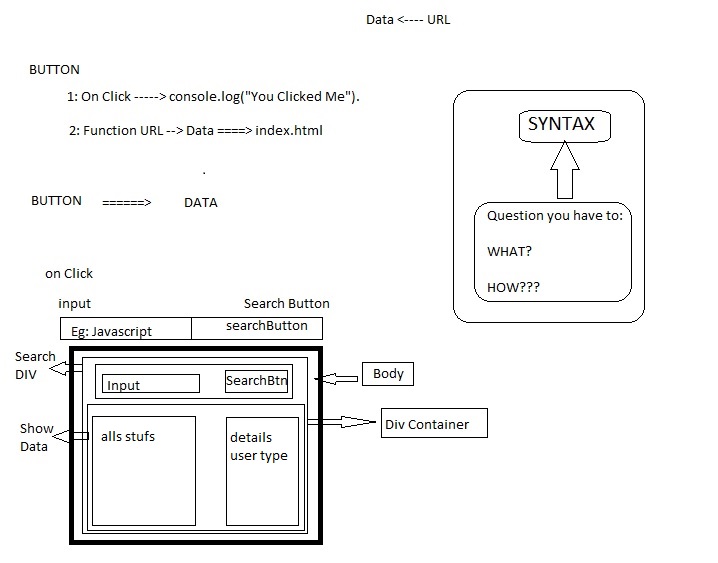 Data <---- URL
BUTTON
1: On Click -----> console.log("You Clicked Me").
2: Function URL --> Data ====> index.html
.
BUTTON ======> DATA
SYNTAX
Question you have to:
WHAT?
HOW???
on Click
input Search Button
Eg: Javascript searchButton
Search
DIV
Input SearchBtn
Body
Div Container
Show
Data
alls stufs
details
user type